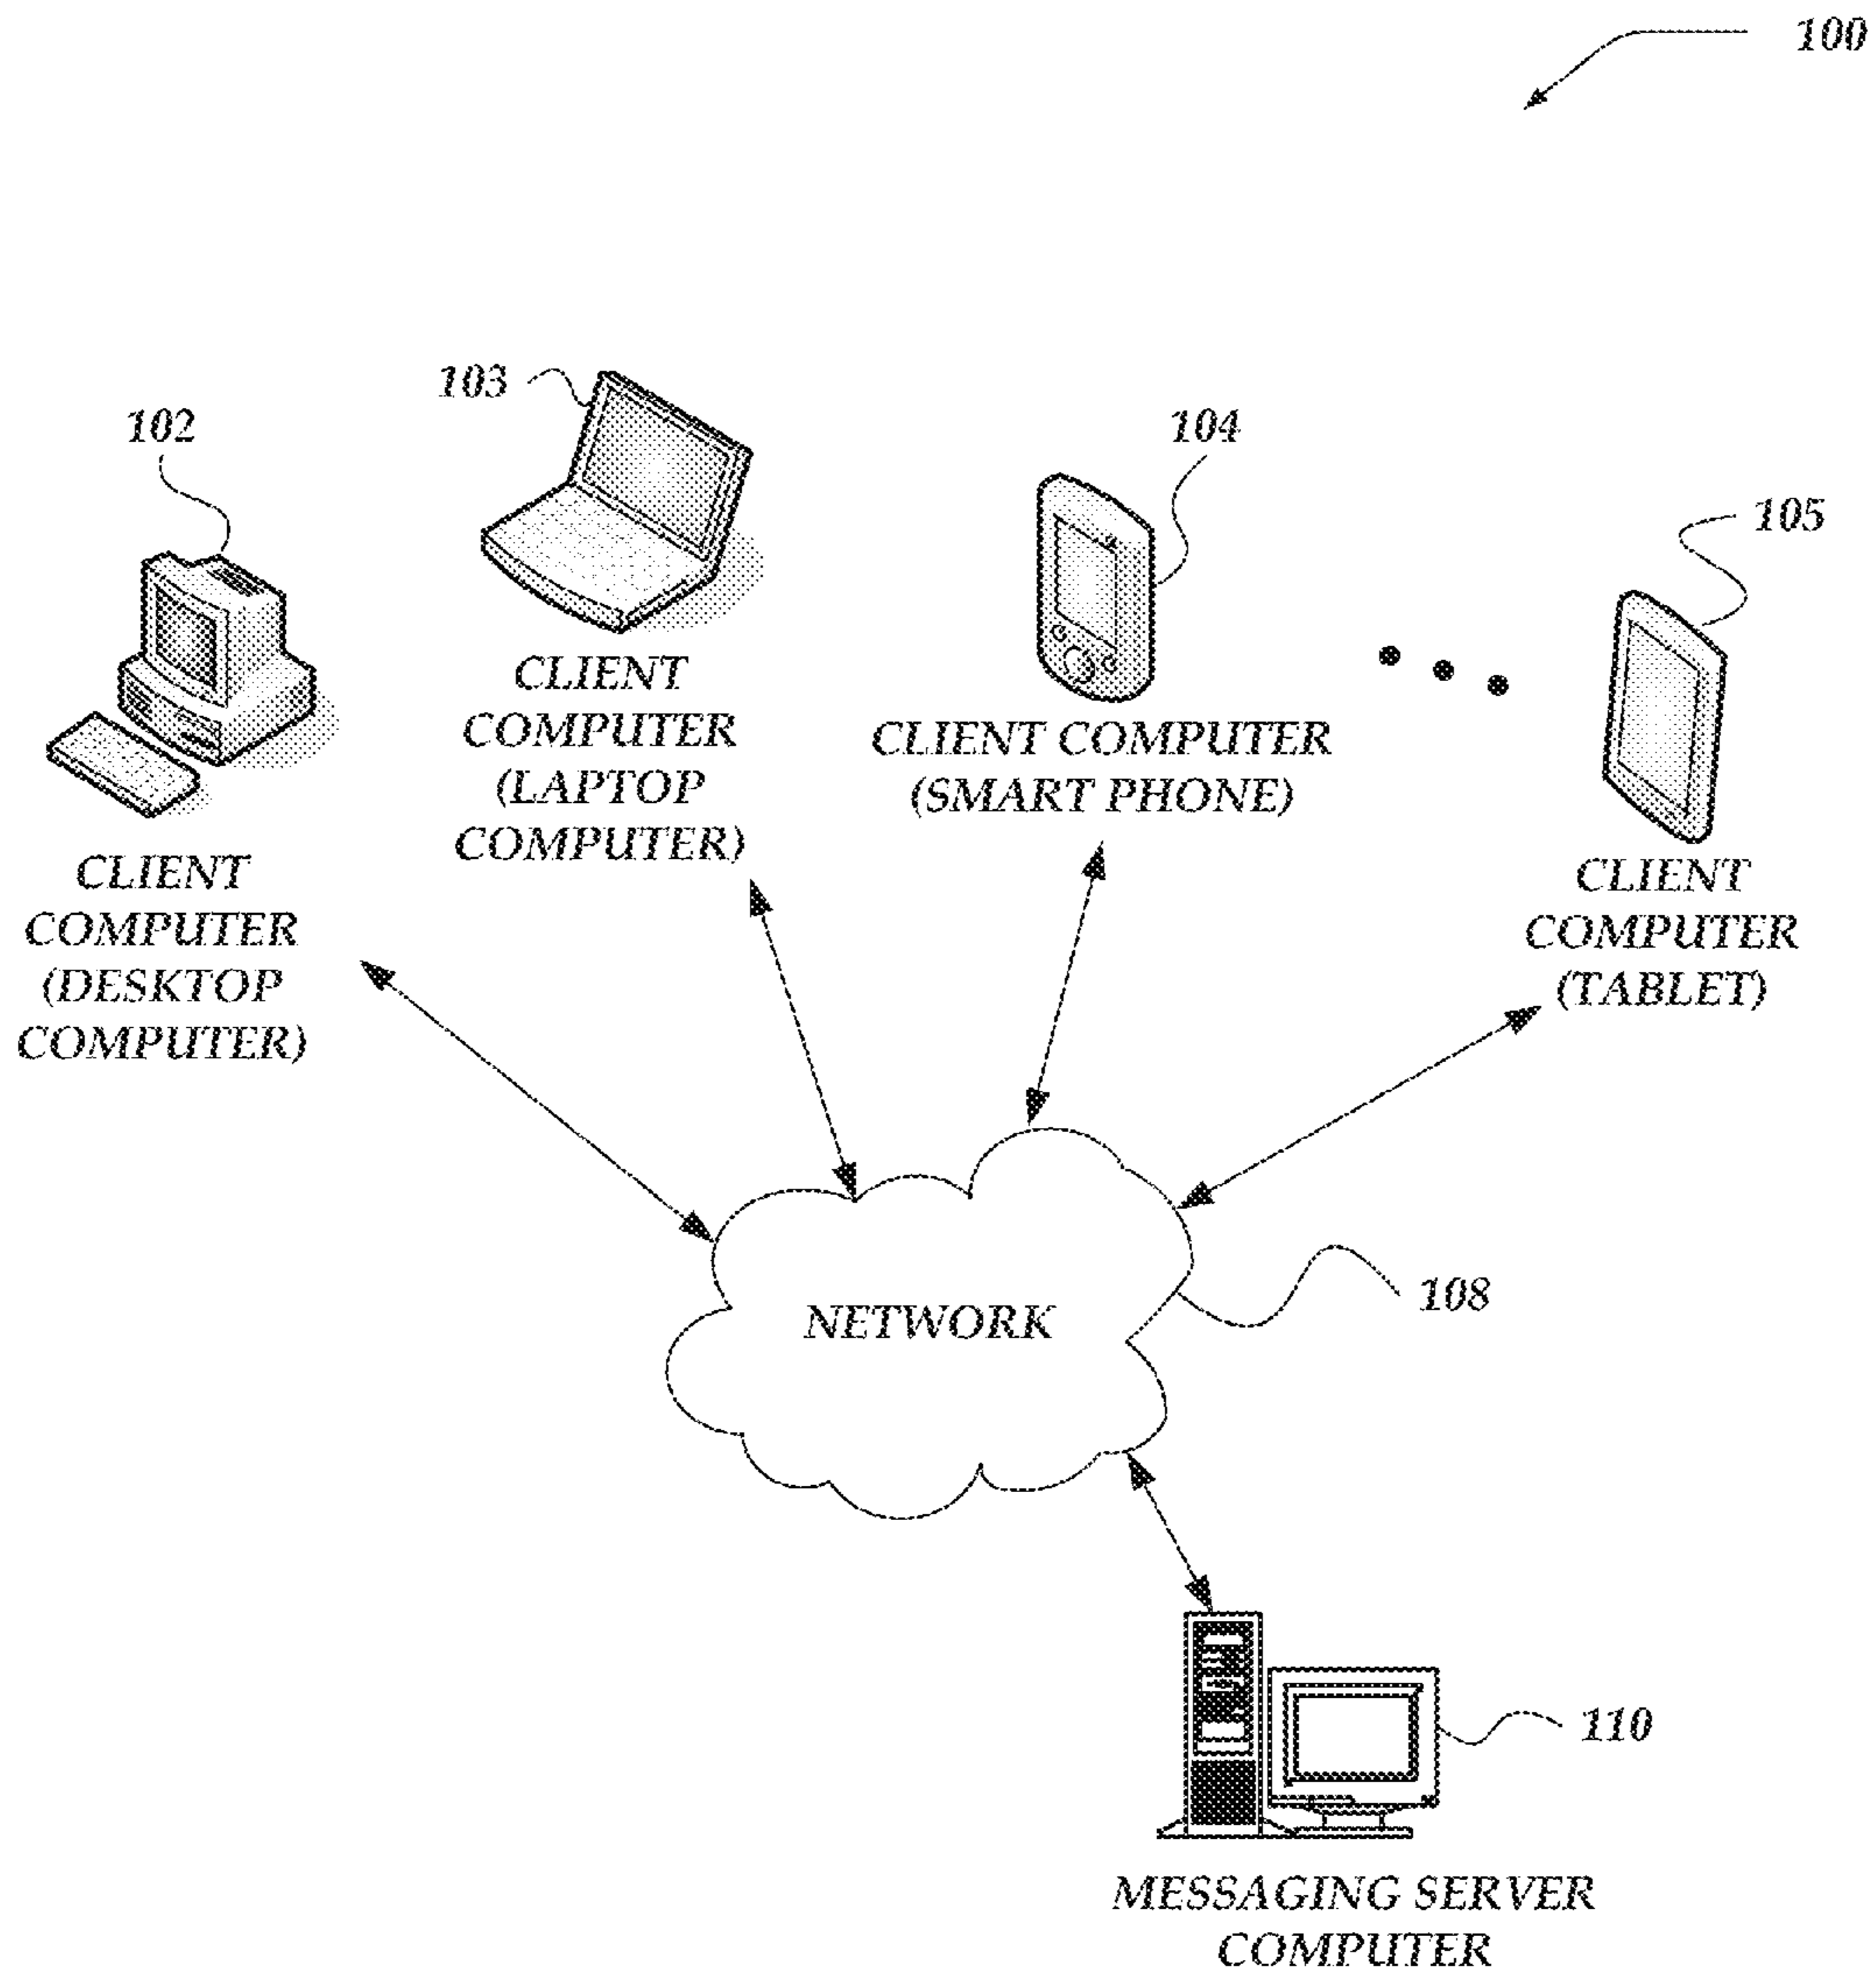 100
103
102
104
105
CLIENT
COMPUTER
(LAPTOP
COMPUTER)
CLIENT COMPUTER
(SMART PHONE)
CLIENT
COMPUTER
(DESKTOP
COMPUTER)
CLIENT
COMPUTER
(TABLET)
NETWORK
108
110
MESSAGING SERVER
COMPUTER